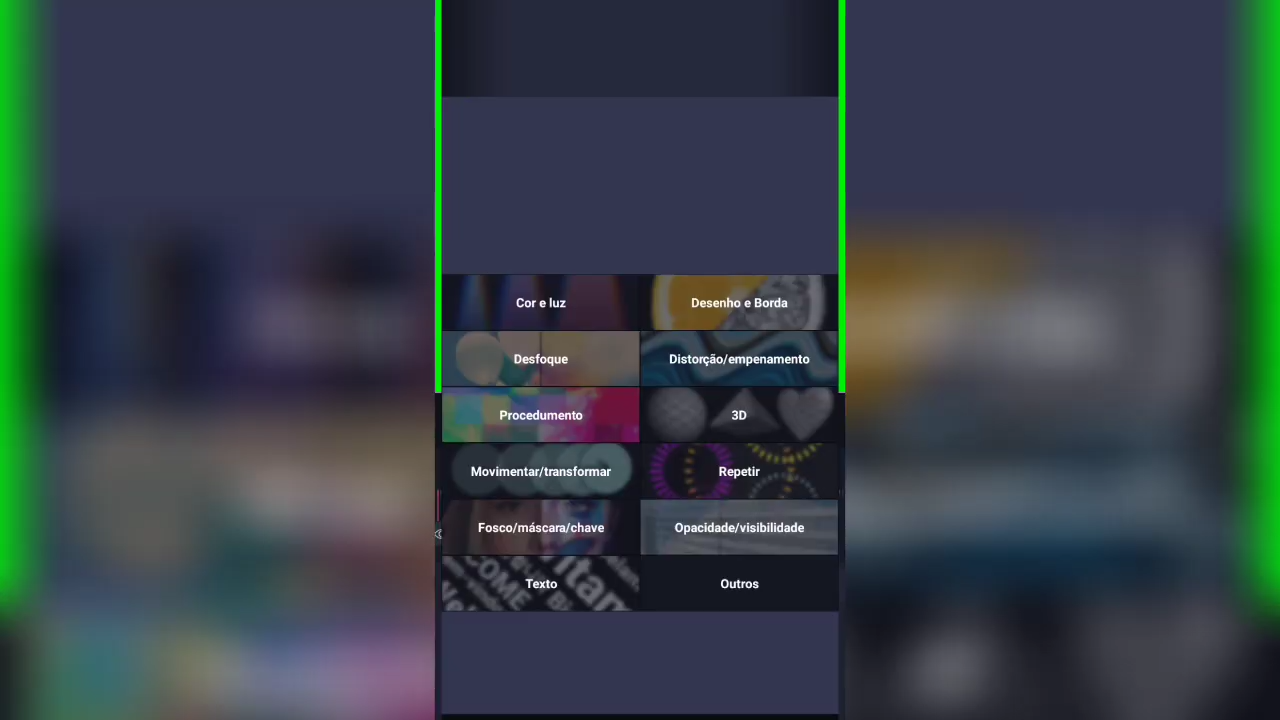 Cor e luz
Desenho e Borda
Desfoque
Distorção/empenamento
Procedumento
3D
Movimentar/transformar
Repetir
Fosco/máscara/chave
Opacidade/visibilidade
Texto
Outros